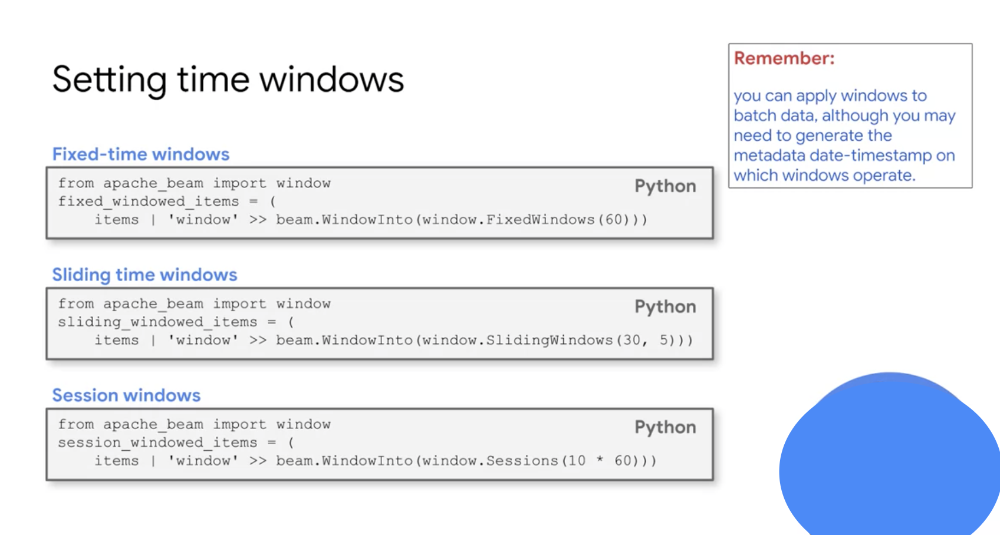 Setting time windows
Remember:
you can apply windows to
batch data, although you may
need to generate the
metadata date-timestamp on
which windows operate.
Fixed-time windows
from apache_beam import window
Python
fixed_windowed_items = (
    items | 'window' >> beam.WindowInto(window.FixedWindows(60)))
Sliding time windows
from apache_beam import window
Python
sliding_windowed_items = (
    items | 'window' >> beam.WindowInto(window.SlidingWindows(30, 5)))
Session windows
from apache_beam import window
Python
session_windowed_items = (
    items | 'window' >> beam.WindowInto(window.Sessions(10 * 60)))